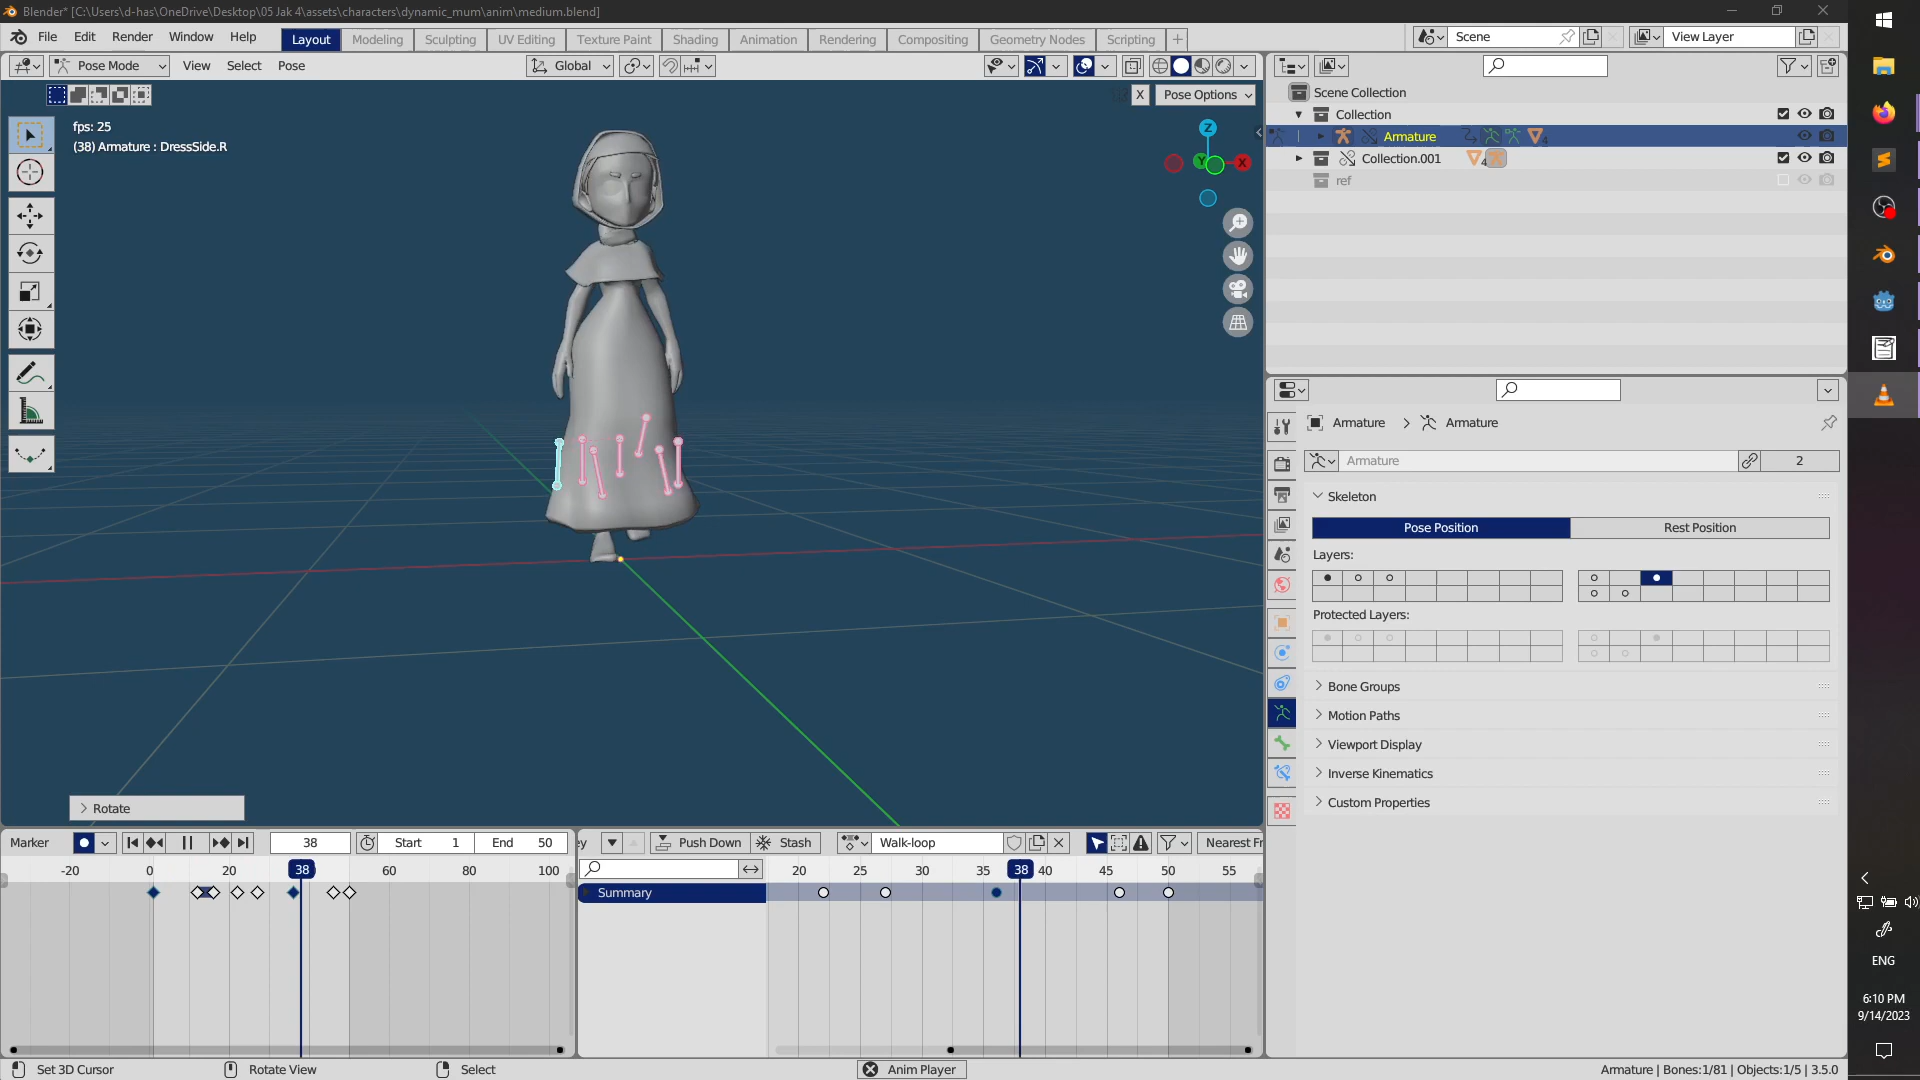 Blender* [C:\Users\d-has\OneDrive\Desktop\05 Jak 4\assets\characters\dynamic_mum\anim\medium.blend]
File Edit Render Window Help Layout Modeling Sculpting UV Editing Texture Paint Shading Animation Rendering Compositing Geometry Nodes Scripting + Scene View Layer
Pose Mode View Select Pose Global
X Pose Options
fps: 25
(38) Armature : DressSide.R
Z
Y X
Scene Collection
Collection
Armature 4
Collection.001 4
ref
Armature > Armature
Armature 2
Skeleton
Pose Position Rest Position
Layers:
Protected Layers:
Bone Groups
Motion Paths
Viewport Display
Inverse Kinematics
Custom Properties
Rotate
Marker 38 Start 1 End 50
-20 0 20 38 60 80 100
ey Push Down Stash Walk-loop Nearest Fr
20 25 30 35 38 40 45 50 55
Summary
Set 3D Cursor Rotate View Select Anim Player Armature | Bones:1/81 | Objects:1/5 | 3.5.0
ENG
6:10 PM
9/14/2023